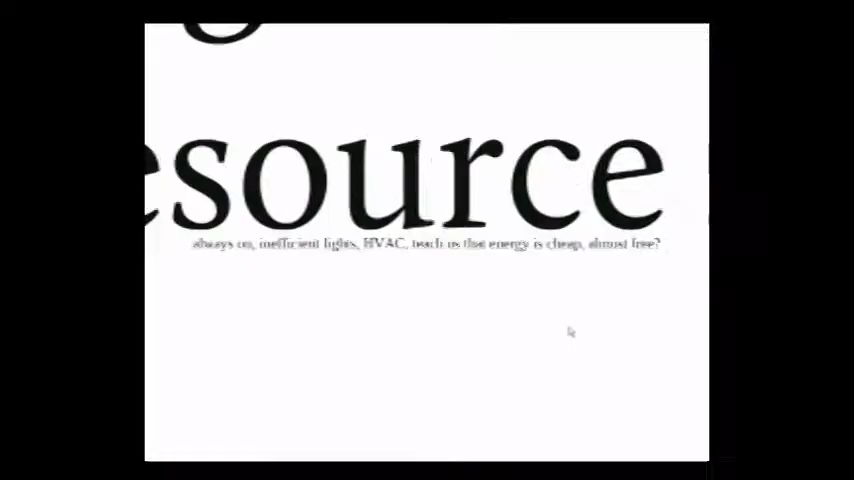 esource
always on, inefficient lights, HVAC, teach us that energy is cheap, almost free?